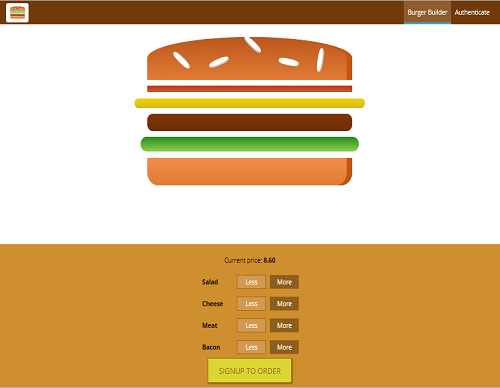 Burger Builder Authenticate
Current price: 8.60
Salad Less More
Cheese Less More
Meat Less More
Bacon Less More
SIGNUP TO ORDER